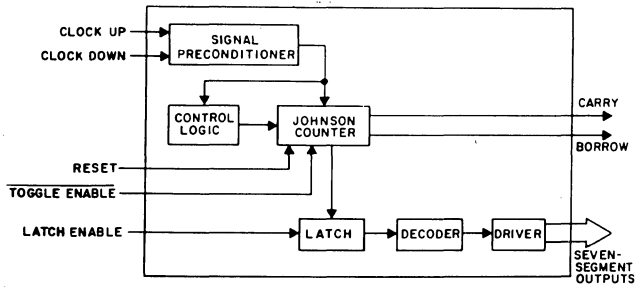 CLOCK UP
CLOCK DOWN
SIGNAL
PRECONDITIONER
CONTROL
LOGIC
JOHNSON
COUNTER
CARRY
BORROW
RESET
TOGGLE ENABLE
LATCH ENABLE
LATCH
DECODER
DRIVER
SEVEN-
SEGMENT
OUTPUTS